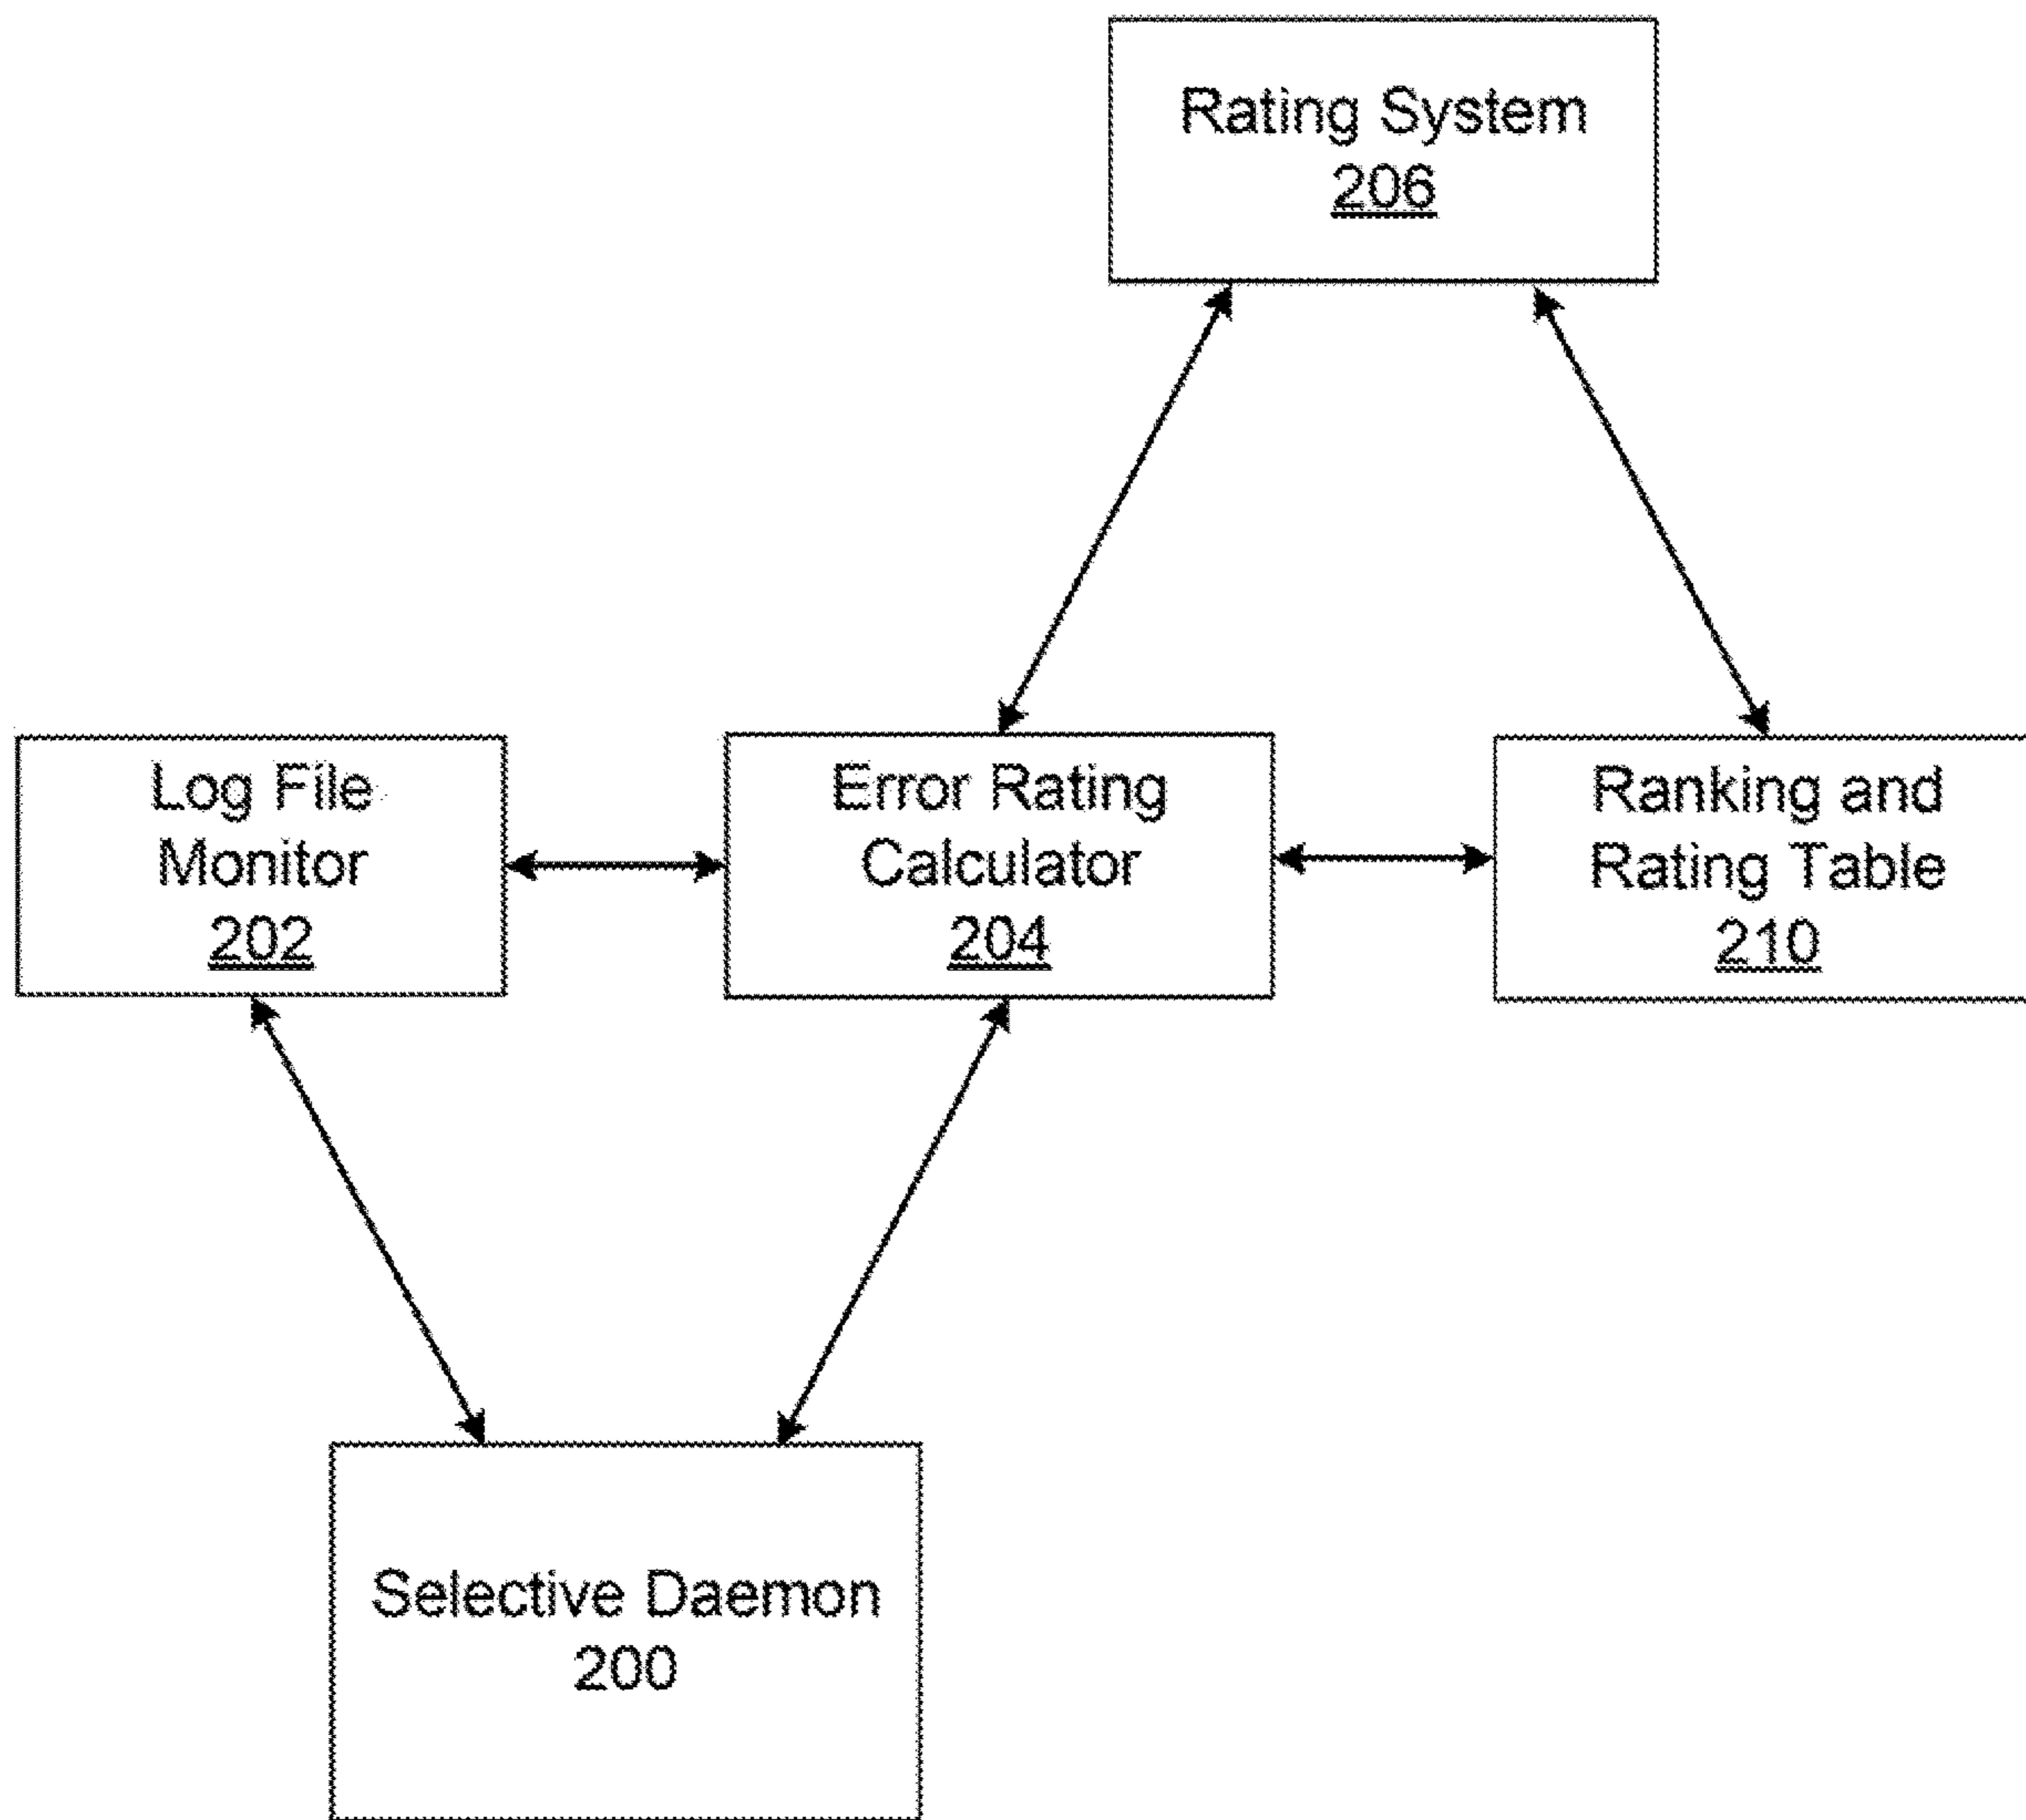 Rating System
206
Log File
Monitor
202
Error Rating
Calculator
204
Ranking and
Rating Table
210
Selective Daemon
200